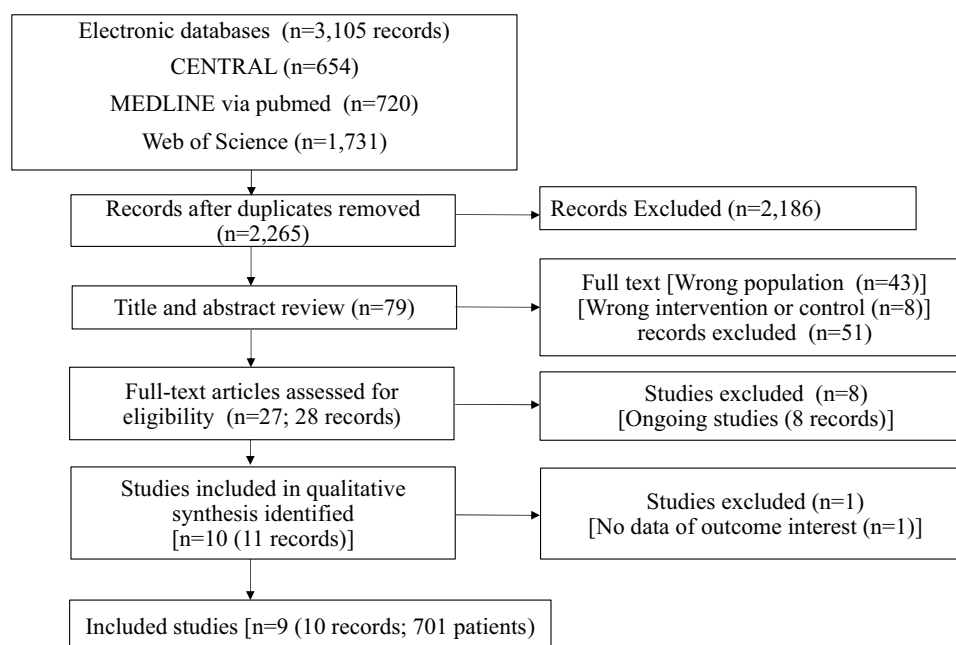 Electronic databases (n=3,105 records)
CENTRAL (n=654)
MEDLINE via pubmed (n=720)
Web of Science (n=1,731)
Records after duplicates removed
(n=2,265)
Records Excluded (n=2,186)
Title and abstract review (n=79)
Full text [Wrong population (n=43)]
[Wrong intervention or control (n=8)]
records excluded (n=51)
Full-text articles assessed for
eligibility (n=27; 28 records)
Studies excluded (n=8)
[Ongoing studies (8 records)]
Studies included in qualitative
synthesis identified
[n=10 (11 records)]
Studies excluded (n=1)
[No data of outcome interest (n=1)]
Included studies [n=9 (10 records; 701 patients)